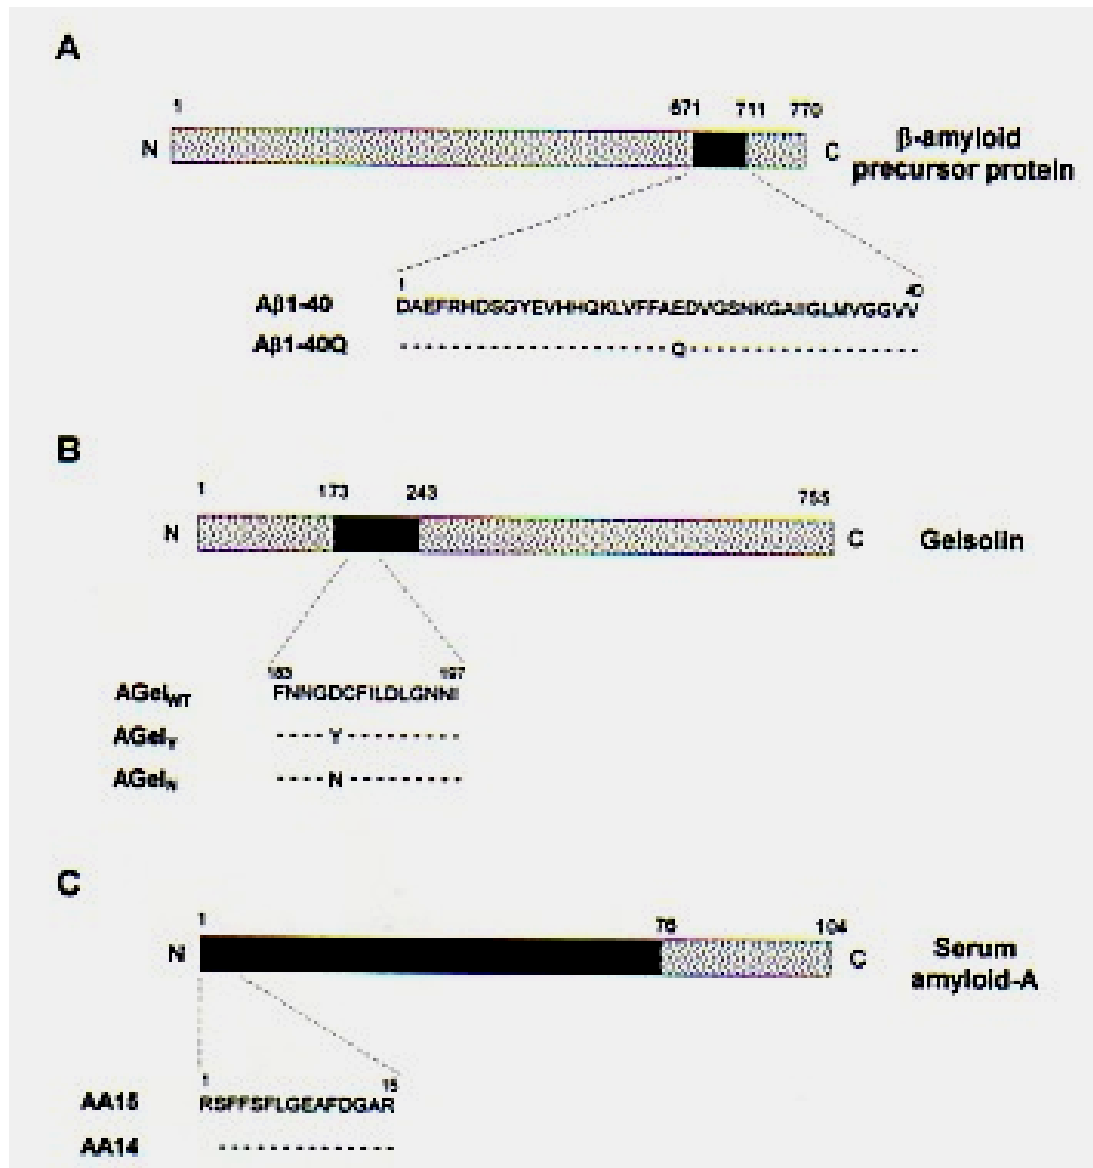 A
1 671 711 770
N C β-amyloid
precursor protein
1 40
Aβ1-40 DAEFRHDSGYEVHHQKLVFFAEDVGSNKGAIIGLMVGGVV
Aβ1-40Q --------------------- Q ------------------
B
1 173 243 755
N C Gelsolin
183 197
AGelWT FNNGDCFILDLGNNI
AGelY ---- Y ----------
AGelN ---- N ----------
C
1 76 104
N C Serum
amyloid-A
1 15
AA15 RSFFSFLGEAFDGAR
AA14 --------------